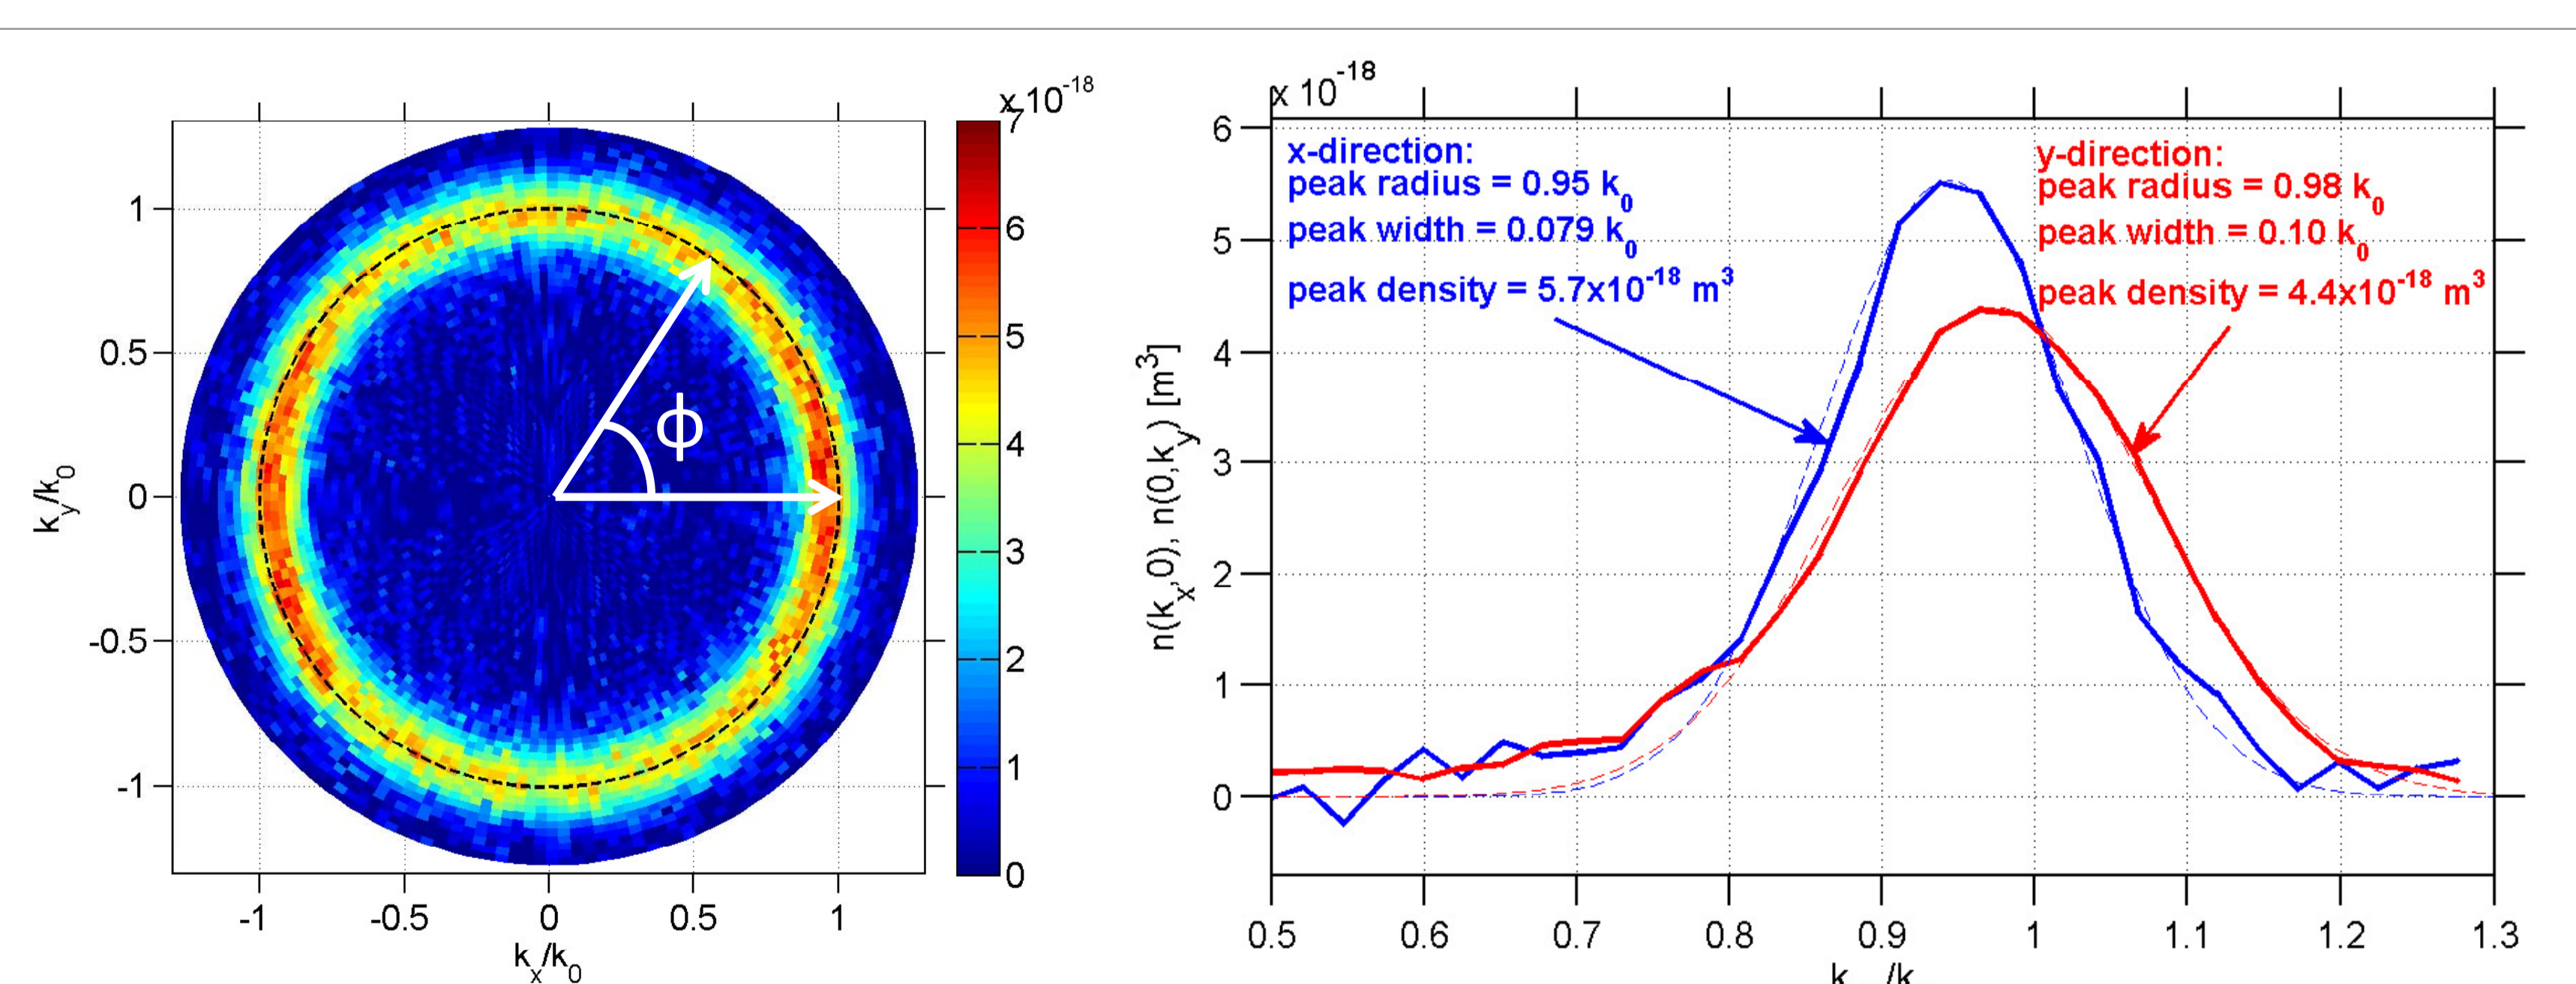 x 10^-18
7
6
5
4
3
2
1
0
1
0.5
0
-0.5
-1
k_y/k_0
ϕ
-1
-0.5
0
0.5
1
k_x/k_0
x 10^-18
6
5
4
3
2
1
0
n(k_x,0), n(0,k_y) [m^3]
x-direction:
peak radius = 0.95 k_0
peak width = 0.079 k_0
peak density = 5.7x10^-18 m^3
y-direction:
peak radius = 0.98 k_0
peak width = 0.10 k_0
peak density = 4.4x10^-18 m^3
0.5
0.6
0.7
0.8
0.9
1
1.1
1.2
1.3
k /k